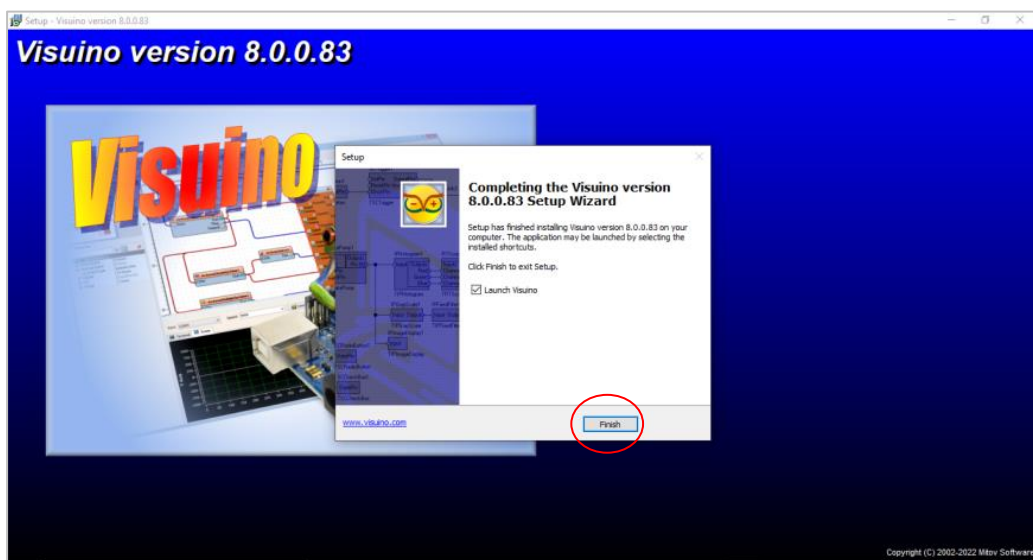 Setup - Visuino version 8.0.0.83
Visuino version 8.0.0.83
Visuino
Setup
Completing the Visuino version
8.0.0.83 Setup Wizard
Setup has finished installing Visuino version 8.0.0.83 on your
computer. The application may be launched by selecting the
installed shortcuts.
Click Finish to exit Setup.
Launch Visuino
www.visuino.com
Finish
Copyright (C) 2002-2022 Mitov Software